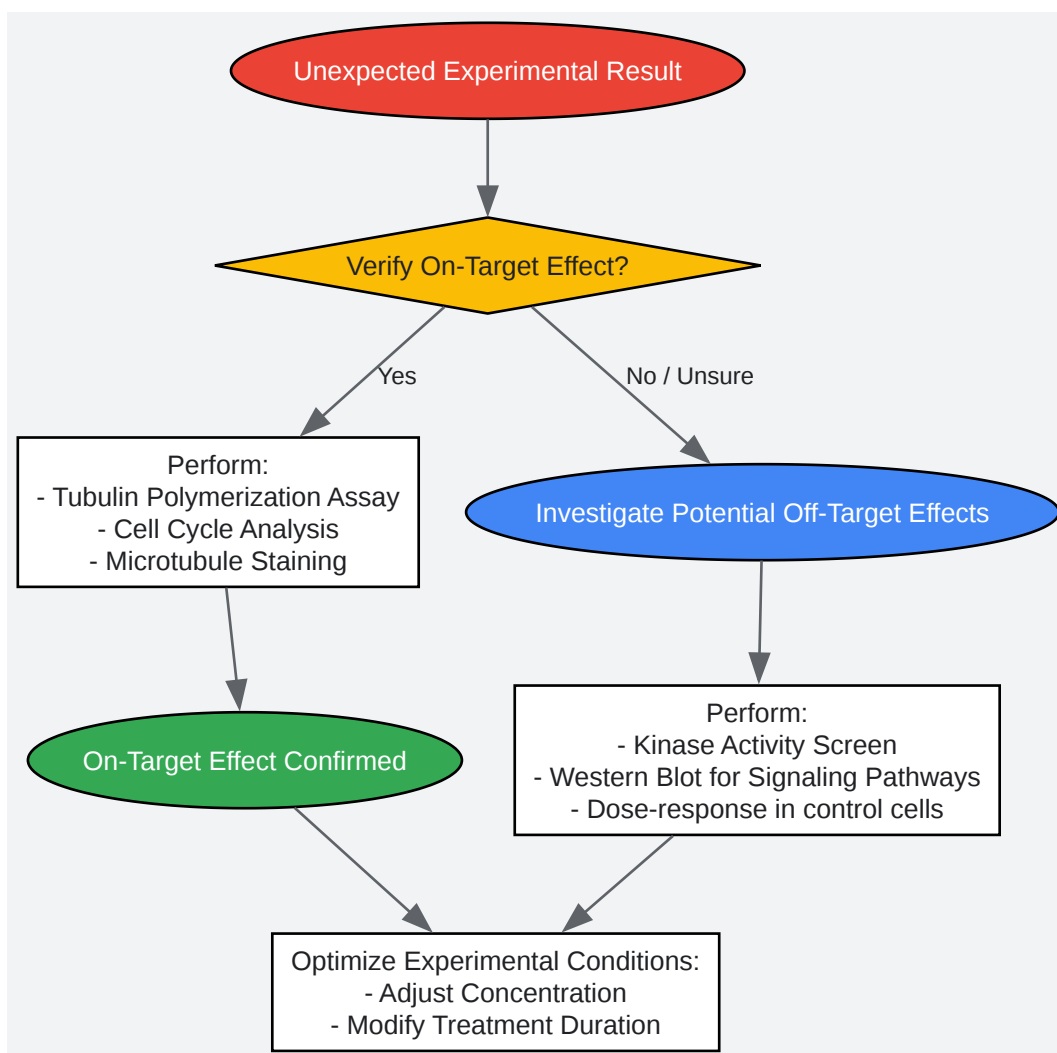 Unexpected Experimental Result
Verify On-Target Effect?
Yes
No / Unsure
Perform:
- Tubulin Polymerization Assay
- Cell Cycle Analysis
- Microtubule Staining
Investigate Potential Off-Target Effects
On-Target Effect Confirmed
Perform:
- Kinase Activity Screen
- Western Blot for Signaling Pathways
- Dose-response in control cells
Optimize Experimental Conditions:
- Adjust Concentration
- Modify Treatment Duration